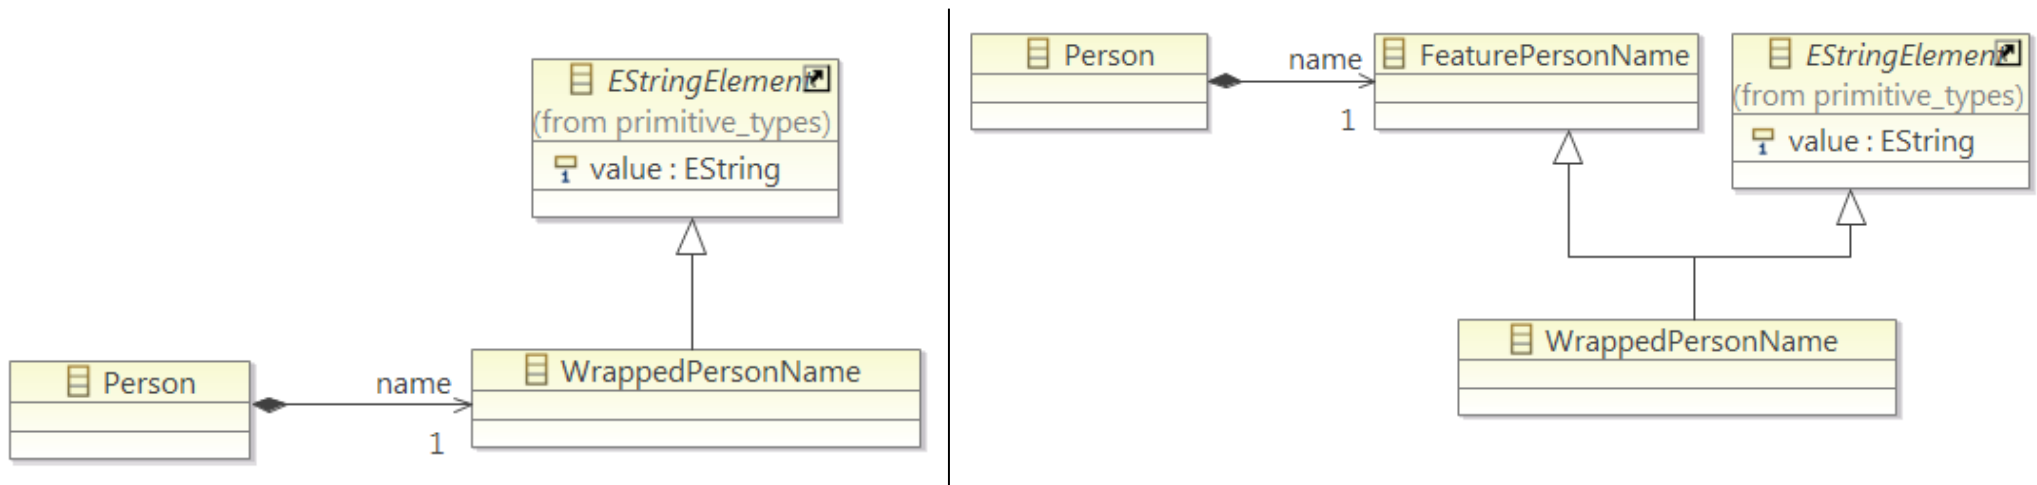 EStringElement
(from primitive_types)
value : EString
Person
name
1
WrappedPersonName
Person
name
1
FeaturePersonName
EStringElement
(from primitive_types)
value : EString
WrappedPersonName